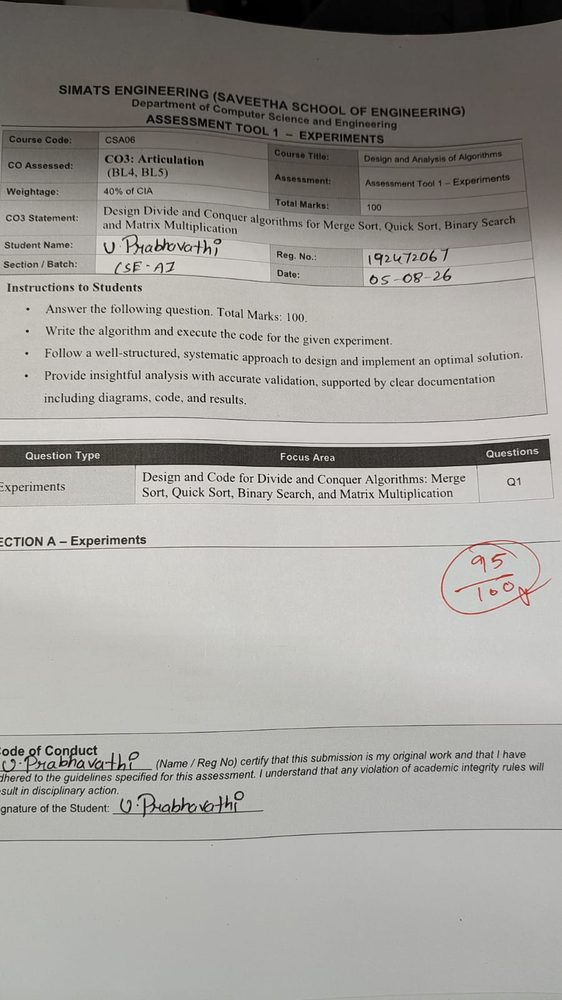 SIMATS ENGINEERING (SAVEETHA SCHOOL OF ENGINEERING)
Department of Computer Science and Engineering
ASSESSMENT TOOL 1 – EXPERIMENTS
Course Code: CSA06 Course Title: Design and Analysis of Algorithms
CO Assessed: CO3: Articulation (BL4, BL5) Assessment: Assessment Tool 1 – Experiments
Weightage: 40% of CIA Total Marks: 100
CO3 Statement: Design Divide and Conquer algorithms for Merge Sort, Quick Sort, Binary Search
and Matrix Multiplication
Student Name: U. Prabhavathi Reg. No.: 192472067
Section / Batch: CSE-AI Date: 05-08-26
Instructions to Students
• Answer the following question. Total Marks: 100.
• Write the algorithm and execute the code for the given experiment.
• Follow a well-structured, systematic approach to design and implement an optimal solution.
• Provide insightful analysis with accurate validation, supported by clear documentation
including diagrams, code, and results.
Question Type Focus Area Questions
Experiments Design and Code for Divide and Conquer Algorithms: Merge Q1
Sort, Quick Sort, Binary Search, and Matrix Multiplication
ECTION A – Experiments
95
100
Code of Conduct
U. Prabhavathi (Name / Reg No) certify that this submission is my original work and that I have
dhered to the guidelines specified for this assessment. I understand that any violation of academic integrity rules will
sult in disciplinary action.
gnature of the Student: U. Prabhavathi